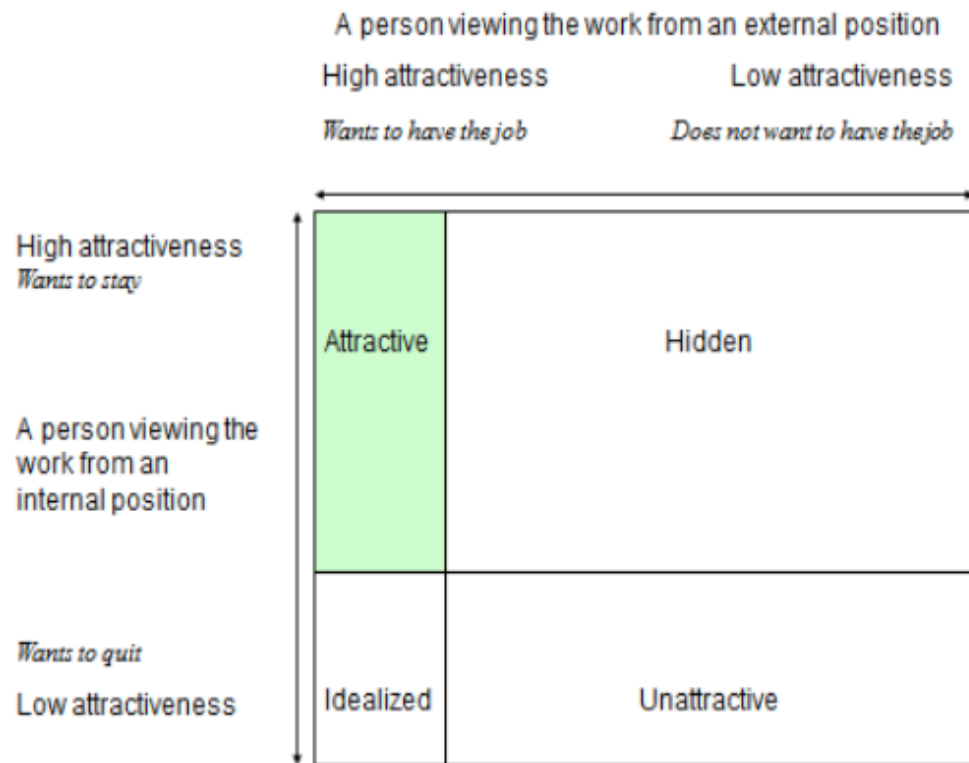 A person viewing the work from an external position
High attractiveness
Low attractiveness
Wants to have the job
Does not want to have the job
High attractiveness
Wants to stay
Attractive
Hidden
A person viewing the
work from an
internal position
Wants to quit
Low attractiveness
Idealized
Unattractive